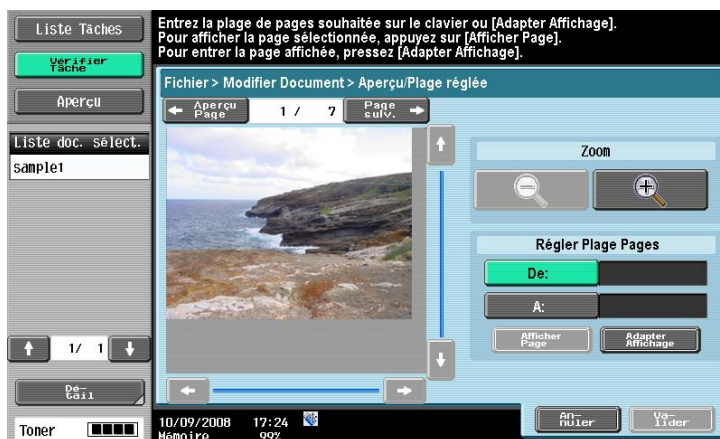 Liste Tâches
Vérifier
Tâche
Aperçu
Liste doc. sélect.
sample1
1/ 1
Dé-
tail
Toner
Entrez la plage de pages souhaitée sur le clavier ou [Adapter Affichage].
Pour afficher la page sélectionnée, appuyez sur [Afficher Page].
Pour entrer la page affichée, pressez [Adapter Affichage].
Fichier > Modifier Document > Aperçu/Plage réglée
Aperçu
Page
1 / 7
Page
suiv.
Zoom
Régler Plage Pages
De:
A:
Afficher
Page
Adapter
Affichage
10/09/2008 17:24
Mémoire 99%
An-
nuler
Va-
lider